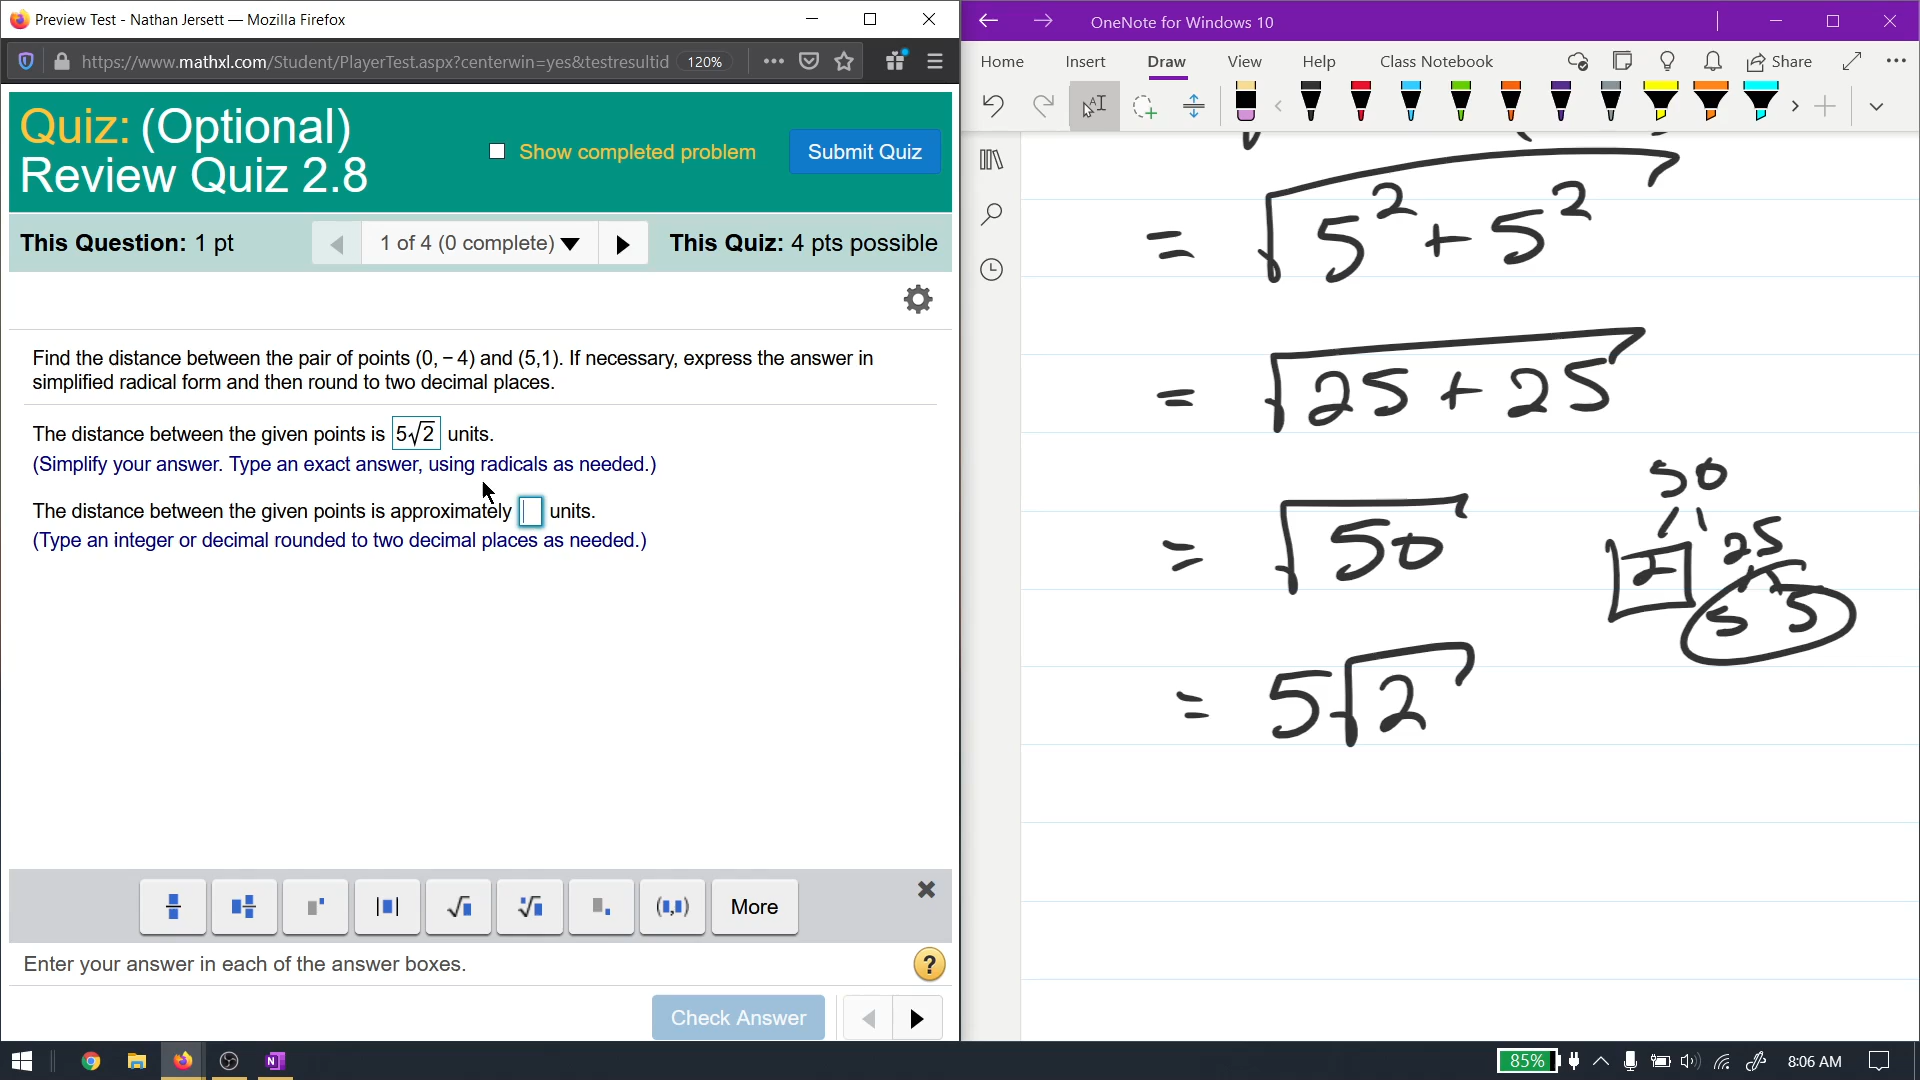 Preview Test - Nathan Jersett — Mozilla Firefox
https://www.mathxl.com/Student/PlayerTest.aspx?centerwin=yes&testresultid
120%
Quiz: (Optional)
Review Quiz 2.8
Show completed problem
Submit Quiz
This Question: 1 pt
1 of 4 (0 complete)
This Quiz: 4 pts possible
Find the distance between the pair of points (0, − 4) and (5,1). If necessary, express the answer in
simplified radical form and then round to two decimal places.
The distance between the given points is 5√2 units.
(Simplify your answer. Type an exact answer, using radicals as needed.)
The distance between the given points is approximately units.
(Type an integer or decimal rounded to two decimal places as needed.)
More
Enter your answer in each of the answer boxes.
?
Check Answer
OneNote for Windows 10
Home Insert Draw View Help Class Notebook Share
= √5² + 5²
= √25 + 25
= √50
50
2 25
5 5
= 5√2
85%
8:06 AM